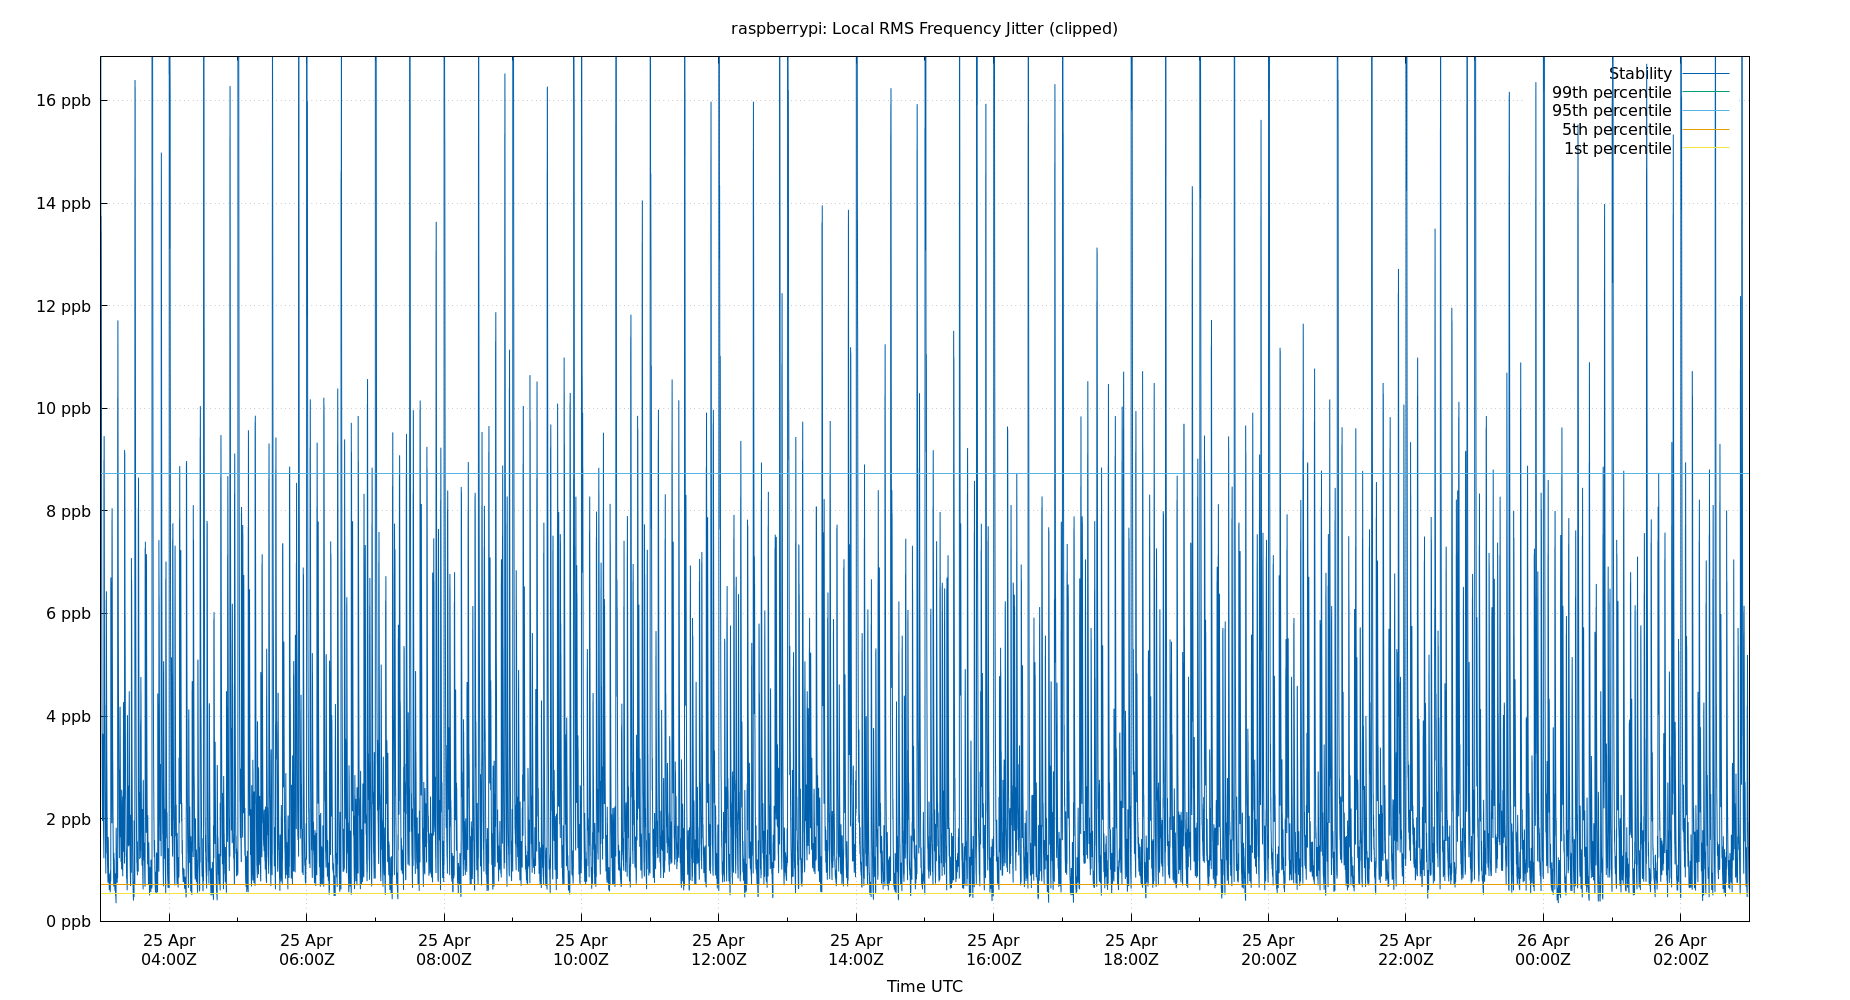 raspberrypi: Local RMS Frequency Jitter (clipped)
Stability
99th percentile
95th percentile
5th percentile
1st percentile
16 ppb
14 ppb
12 ppb
10 ppb
8 ppb
6 ppb
4 ppb
2 ppb
0 ppb
25 Apr 25 Apr 25 Apr 25 Apr 25 Apr 25 Apr 25 Apr 25 Apr 25 Apr 25 Apr 26 Apr 26 Apr
04:00Z 06:00Z 08:00Z 10:00Z 12:00Z 14:00Z 16:00Z 18:00Z 20:00Z 22:00Z 00:00Z 02:00Z
Time UTC